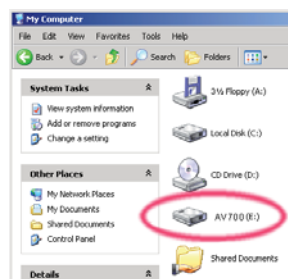 My Computer
File Edit View Favorites Tools Help
Back Search Folders
System Tasks
View system information
Add or remove programs
Change a setting
Other Places
My Network Places
My Documents
Shared Documents
Control Panel
Details
3½ Floppy (A:)
Local Disk (C:)
CD Drive (D:)
AV700 (E:)
Shared Documents